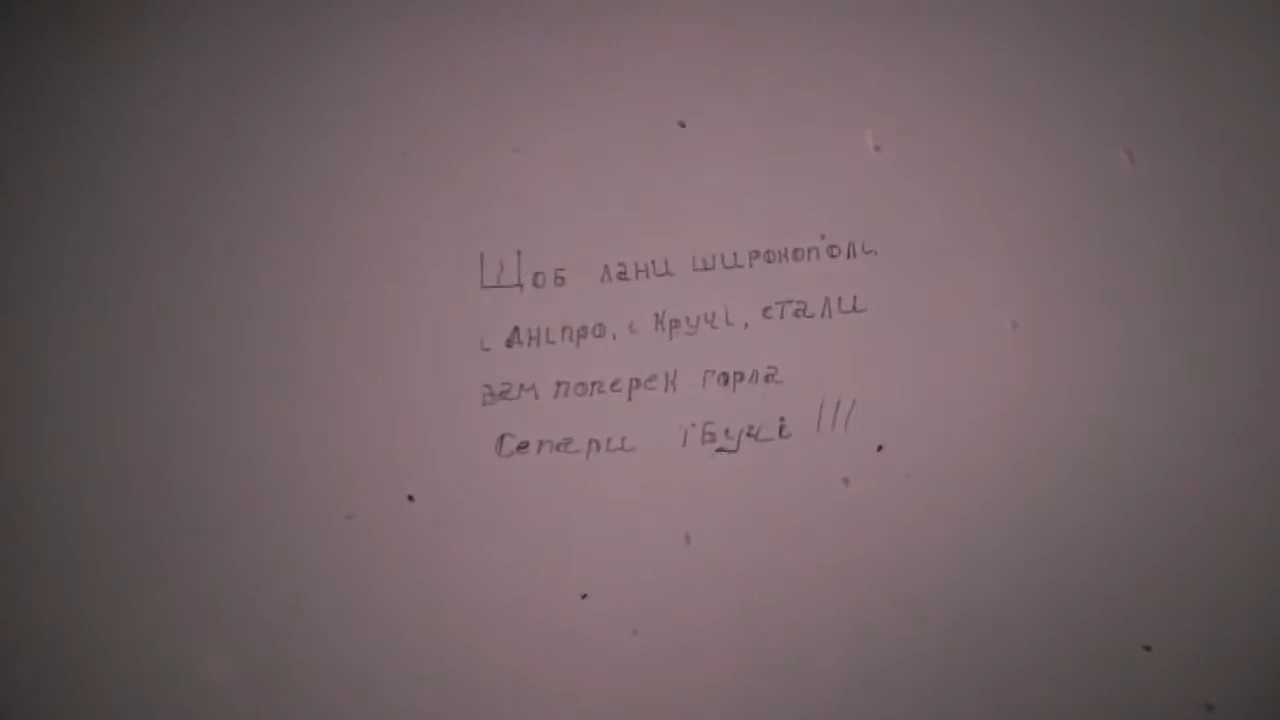 Щоб лани широкополі
і Дніпро, і Кручі, стали
вам поперек горла
Сепари їбучі !!!